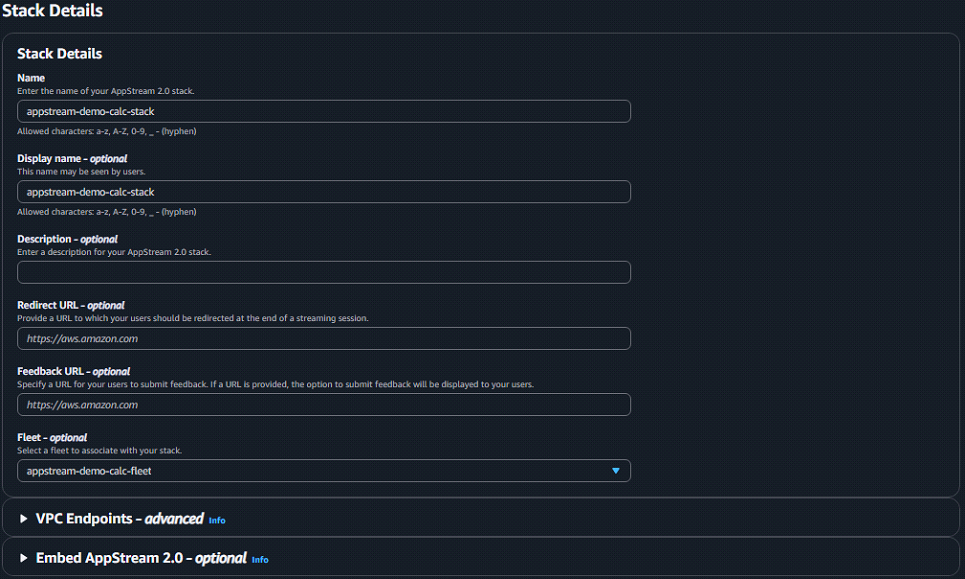 Stack Details
Stack Details
Name
Enter the name of your AppStream 2.0 stack.
appstream-demo-calc-stack
Allowed characters: a-z, A-Z, 0-9, _ - (hyphen)
Display name - optional
This name may be seen by users.
appstream-demo-calc-stack
Allowed characters: a-z, A-Z, 0-9, _ - (hyphen)
Description - optional
Enter a description for your AppStream 2.0 stack.
Redirect URL - optional
Provide a URL to which your users should be redirected at the end of a streaming session.
https://aws.amazon.com
Feedback URL - optional
Specify a URL for your users to submit feedback. If a URL is provided, the option to submit feedback will be displayed to your users.
https://aws.amazon.com
Fleet - optional
Select a fleet to associate with your stack.
appstream-demo-calc-fleet
VPC Endpoints - advanced Info
Embed AppStream 2.0 - optional Info